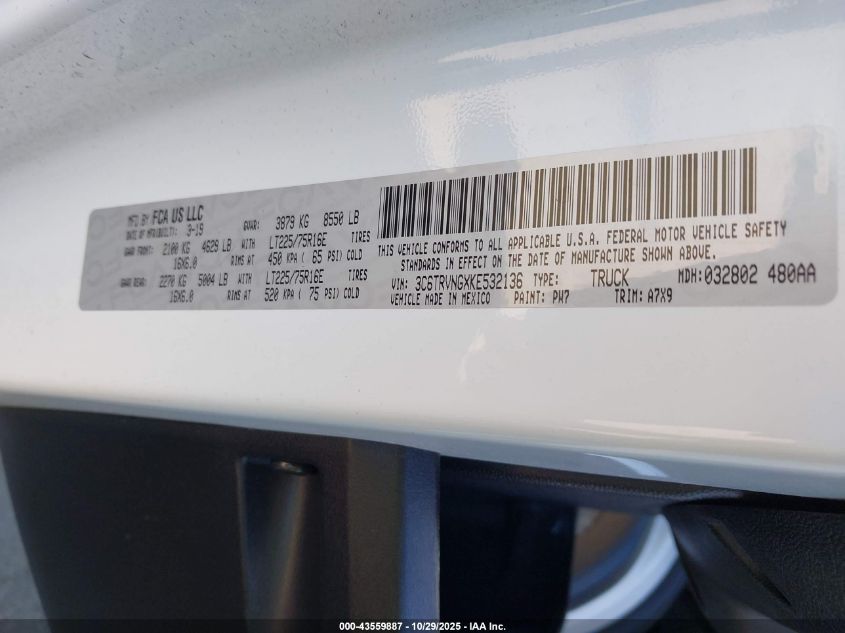 MFD BY FCA US LLC
DATE OF MFR(BUILT): 3-19
GVWR: 3879 KG 8550 LB
GAWR FRONT: 2100 KG 4629 LB WITH LT225/75R16E TIRES
16X6.0 RIMS AT 450 KPA ( 65 PSI) COLD
GAWR REAR: 2270 KG 5004 LB WITH LT225/75R16E TIRES
16X6.0 RIMS AT 520 KPA ( 75 PSI) COLD
THIS VEHICLE CONFORMS TO ALL APPLICABLE U.S.A. FEDERAL MOTOR VEHICLE SAFETY
STANDARDS IN EFFECT ON THE DATE OF MANUFACTURE SHOWN ABOVE.
VIN: 3C6TRVNGXKE532136 TYPE: TRUCK MDH:032802 480AA
VEHICLE MADE IN MEXICO PAINT: PW7 TRIM: A7X9
000-43559887 - 10/29/2025 - IAA Inc.